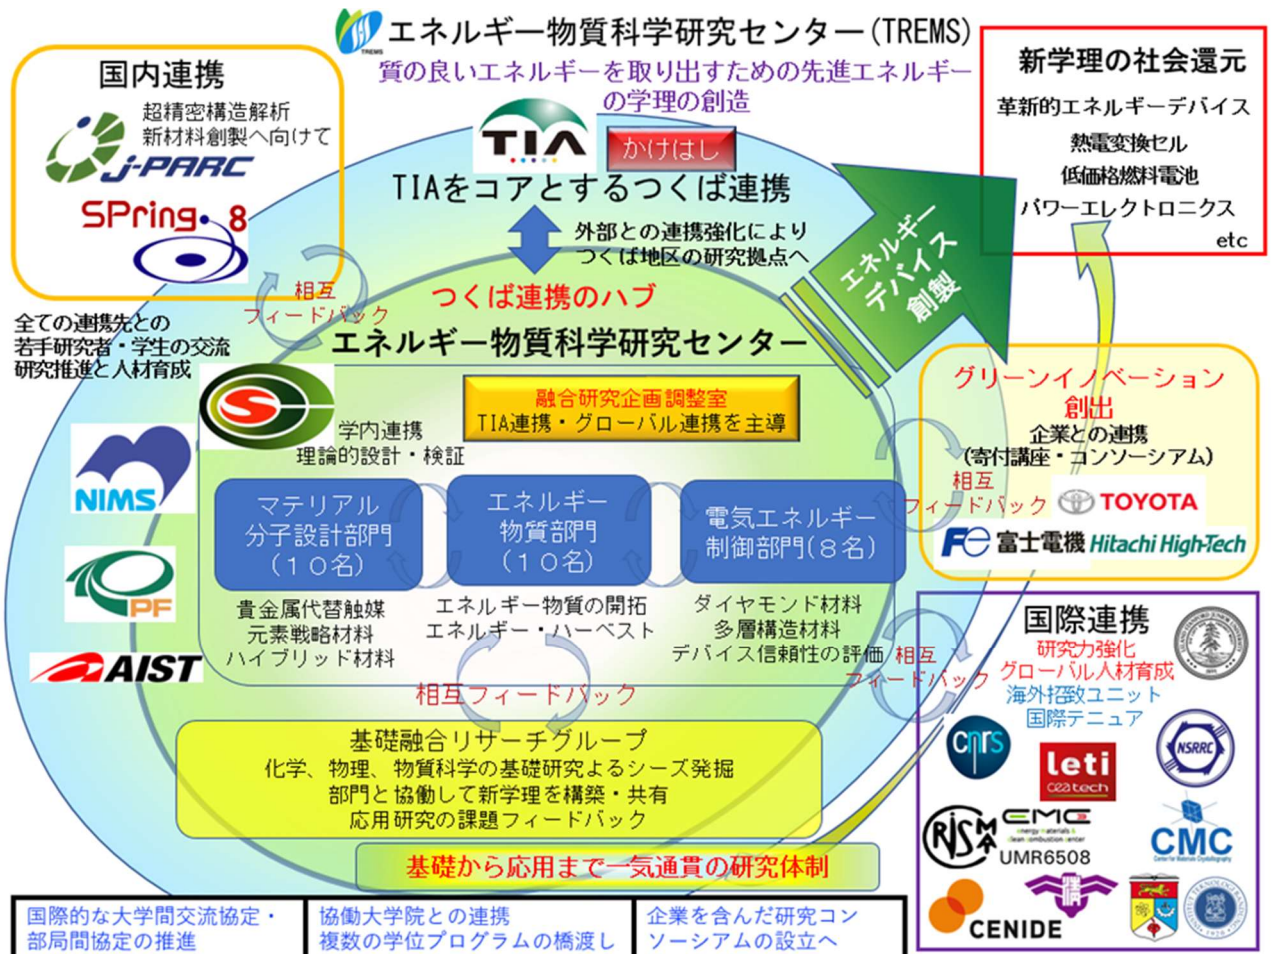 エネルギー物質科学研究センター(TREMS)
TREMS
質の良いエネルギーを取り出すための先進エネルギー
の学理の創造
国内連携
超精密構造解析
新材料創製へ向けて
J-PARC
SPring-8
TIA
かけはし
TIAをコアとするつくば連携
外部との連携強化により
つくば地区の研究拠点へ
新学理の社会還元
革新的エネルギーデバイス
熱電変換セル
低価格燃料電池
パワーエレクトロニクス
etc
エネルギー
デバイス
創製
相互
フィードバック
つくば連携のハブ
エネルギー物質科学研究センター
全ての連携先との
若手研究者・学生の交流
研究推進と人材育成
融合研究企画調整室
TIA連携・グローバル連携を主導
学内連携
理論的設計・検証
グリーンイノベーション
創出
企業との連携
(寄付講座・コンソーシアム)
相互
フィードバック
TOYOTA
Fe 富士電機 Hitachi High-Tech
NIMS
PF
AIST
マテリアル
分子設計部門
(10名)
エネルギー
物質部門
(10名)
電気エネルギー
制御部門(8名)
貴金属代替触媒
元素戦略材料
ハイブリッド材料
エネルギー物質の開拓
エネルギー・ハーベスト
ダイヤモンド材料
多層構造材料
デバイス信頼性の評価
相互
フィードバック
相互フィードバック
基礎融合リサーチグループ
化学、物理、物質科学の基礎研究よるシーズ発掘
部門と協働して新学理を構築・共有
応用研究の課題フィードバック
基礎から応用まで一気通貫の研究体制
国際連携
研究力強化
グローバル人材育成
海外招致ユニット
国際テニュア
cnrs
leti
ceatech
NSRRC
CRISMAT
EMC
UMR6508
CMC
Center for Materials Crystallography
CENIDE
国際的な大学間交流協定・
部局間協定の推進
協働大学院との連携
複数の学位プログラムの橋渡し
企業を含んだ研究コン
ソーシアムの設立へ